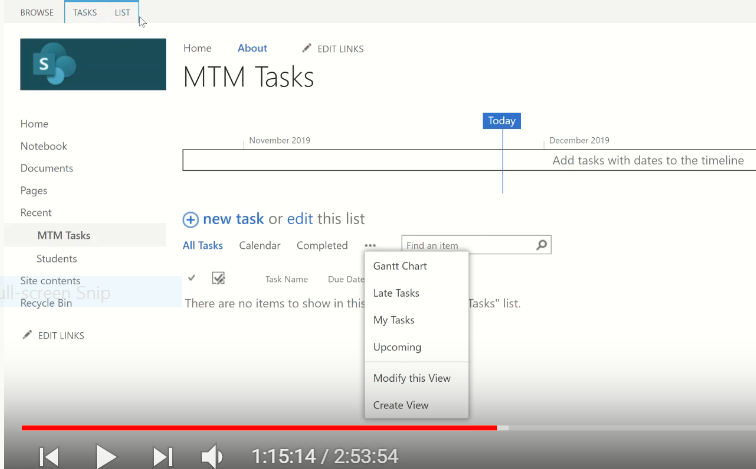 BROWSE TASKS LIST
S
Home About EDIT LINKS
MTM Tasks
Today
November 2019 December 2019
Add tasks with dates to the timeline
Home
Notebook
Documents
Pages
Recent
MTM Tasks
Students
Site contents
Recycle Bin
EDIT LINKS
ull-screen Snip
new task or edit this list
All Tasks Calendar Completed ••• Find an item
Task Name Due Date
There are no items to show in this Tasks" list.
Gantt Chart
Late Tasks
My Tasks
Upcoming
Modify this View
Create View
1:15:14 / 2:53:54